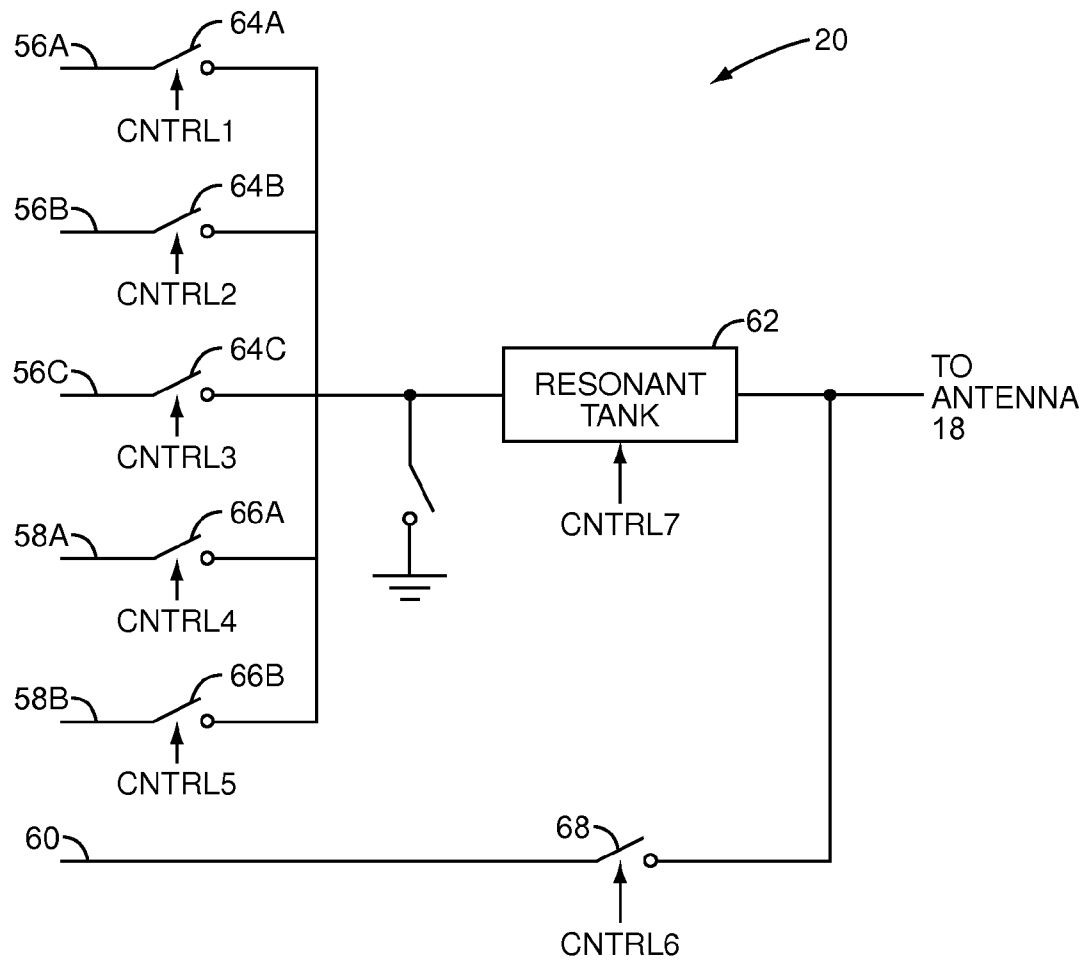 56A
64A
CNTRL1
20
56B
64B
CNTRL2
56C
64C
CNTRL3
62
RESONANT
TANK
CNTRL7
TO
ANTENNA
18
58A
66A
CNTRL4
58B
66B
CNTRL5
60
68
CNTRL6